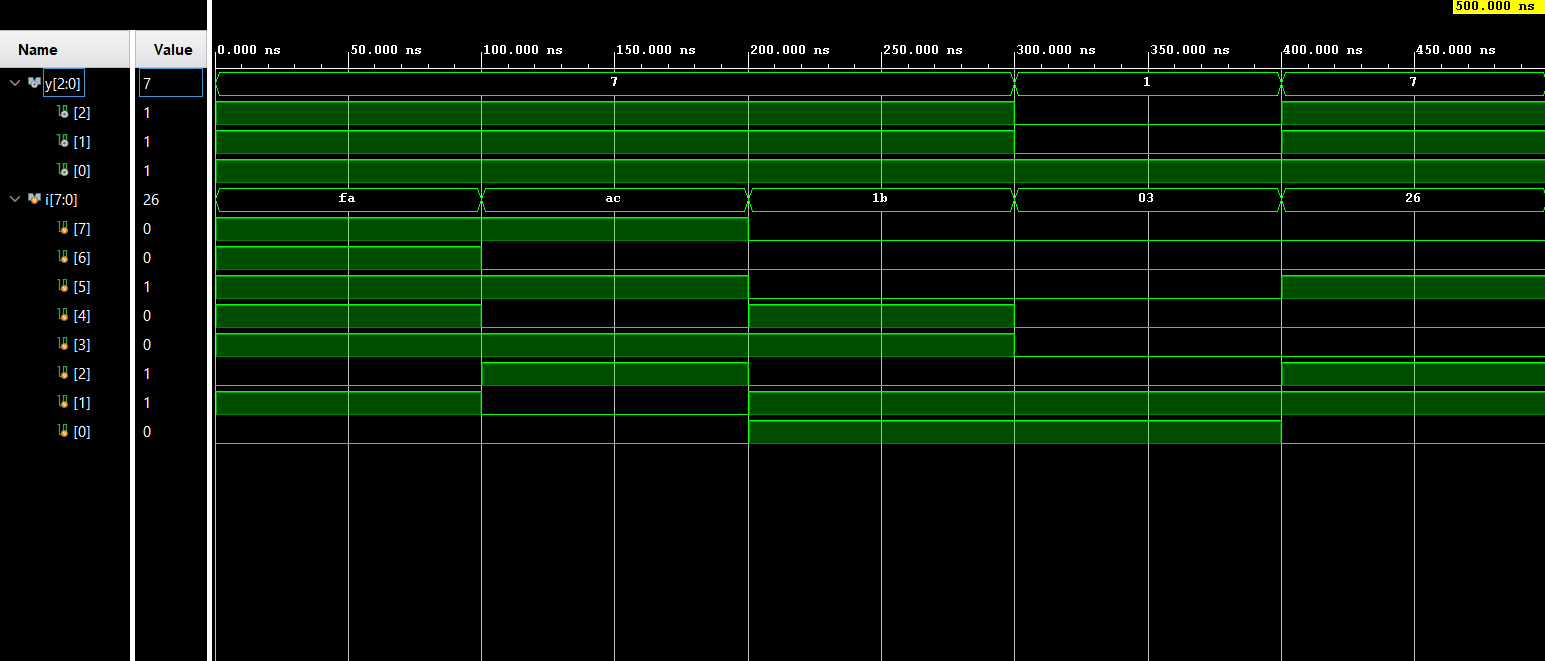 500.000 ns
Name Value
0.000 ns 50.000 ns 100.000 ns 150.000 ns 200.000 ns 250.000 ns 300.000 ns 350.000 ns 400.000 ns 450.000 ns
y[2:0] 7 7 1 7
[2] 1
[1] 1
[0] 1
i[7:0] 26 fa ac 1b 03 26
[7] 0
[6] 0
[5] 1
[4] 0
[3] 0
[2] 1
[1] 1
[0] 0